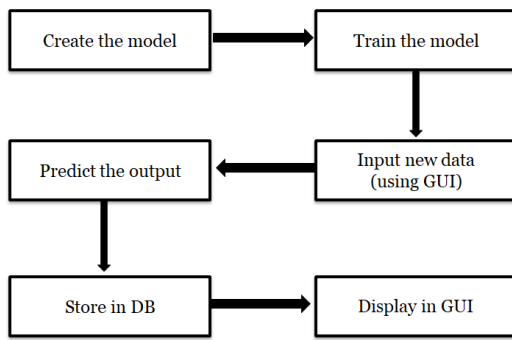 Create the model
Train the model
Input new data
(using GUI)
Predict the output
Store in DB
Display in GUI